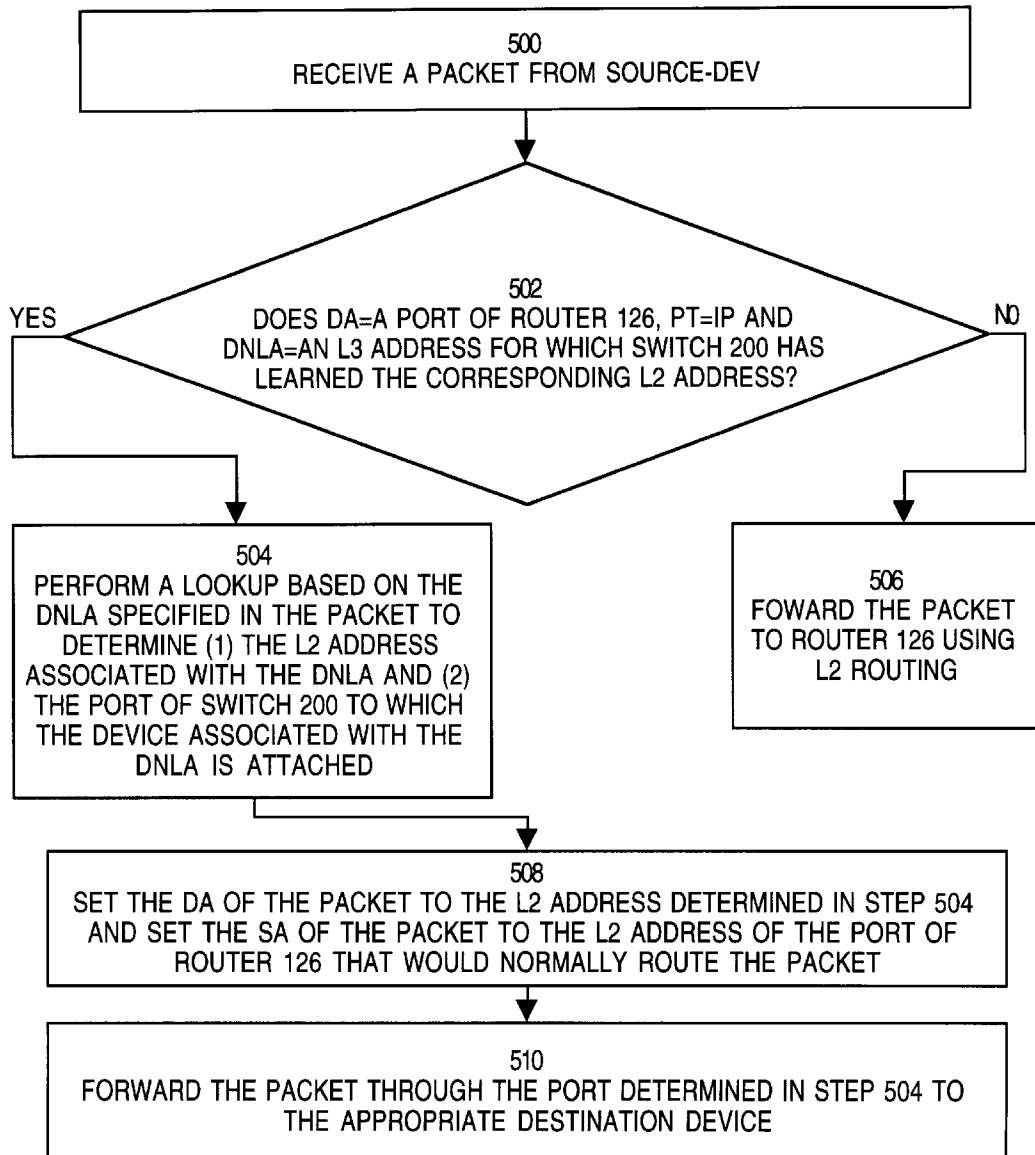 500
RECEIVE A PACKET FROM SOURCE-DEV
502
DOES DA=A PORT OF ROUTER 126, PT=IP AND
DNLA=AN L3 ADDRESS FOR WHICH SWITCH 200 HAS
LEARNED THE CORRESPONDING L2 ADDRESS?
YES
NO
504
PERFORM A LOOKUP BASED ON THE
DNLA SPECIFIED IN THE PACKET TO
DETERMINE (1) THE L2 ADDRESS
ASSOCIATED WITH THE DNLA AND (2)
THE PORT OF SWITCH 200 TO WHICH
THE DEVICE ASSOCIATED WITH THE
DNLA IS ATTACHED
506
FOWARD THE PACKET
TO ROUTER 126 USING
L2 ROUTING
508
SET THE DA OF THE PACKET TO THE L2 ADDRESS DETERMINED IN STEP 504
AND SET THE SA OF THE PACKET TO THE L2 ADDRESS OF THE PORT OF
ROUTER 126 THAT WOULD NORMALLY ROUTE THE PACKET
510
FORWARD THE PACKET THROUGH THE PORT DETERMINED IN STEP 504 TO
THE APPROPRIATE DESTINATION DEVICE